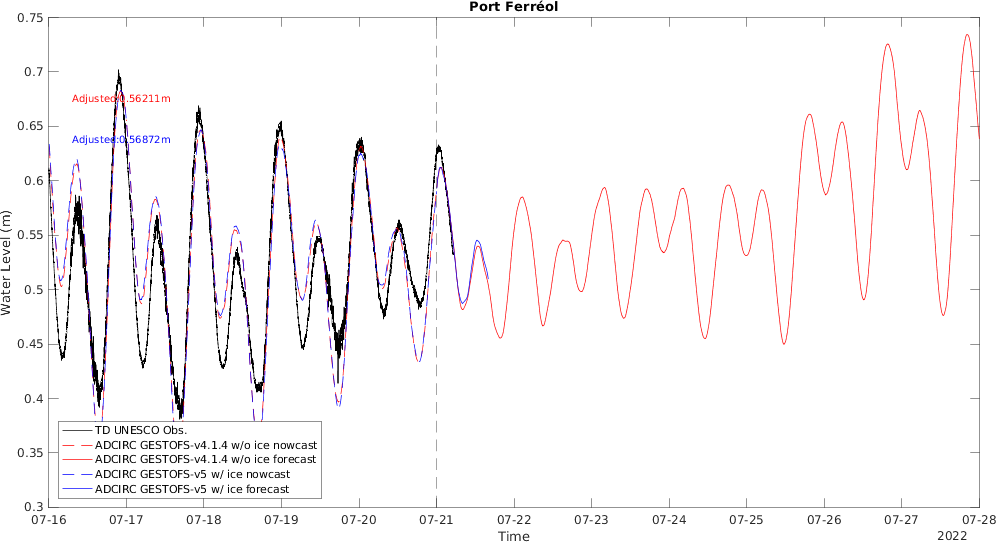 Port Ferréol
0.75
0.7
0.65
0.6
0.55
0.5
0.45
0.4
0.35
0.3
Water Level (m)
Adjusted:0.56211m
Adjusted:0.56872m
TD UNESCO Obs.
ADCIRC GESTOFS-v4.1.4 w/o ice nowcast
ADCIRC GESTOFS-v4.1.4 w/o ice forecast
ADCIRC GESTOFS-v5 w/ ice nowcast
ADCIRC GESTOFS-v5 w/ ice forecast
07-16 07-17 07-18 07-19 07-20 07-21 07-22 07-23 07-24 07-25 07-26 07-27 07-28
Time
2022